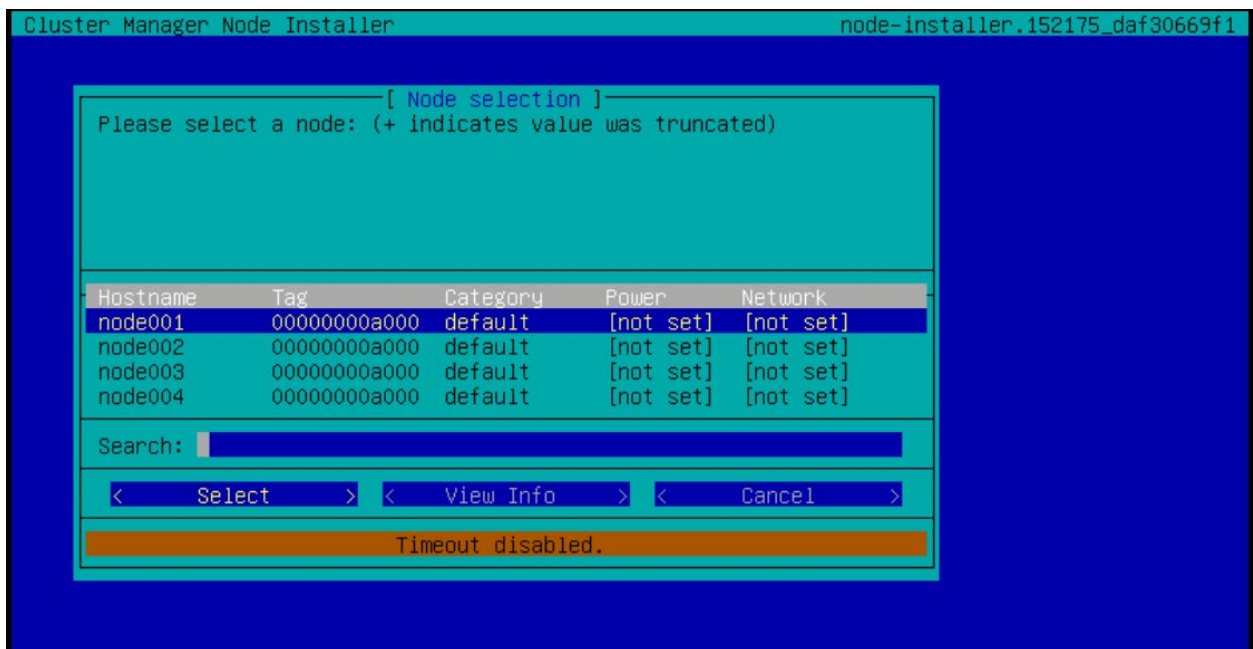 Cluster Manager Node Installer node-installer.152175_daf30669f1
[ Node selection ]
Please select a node: (+ indicates value was truncated)
Hostname Tag Category Power Network
node001 00000000a000 default [not set] [not set]
node002 00000000a000 default [not set] [not set]
node003 00000000a000 default [not set] [not set]
node004 00000000a000 default [not set] [not set]
Search:
< Select > < View Info > < Cancel >
Timeout disabled.